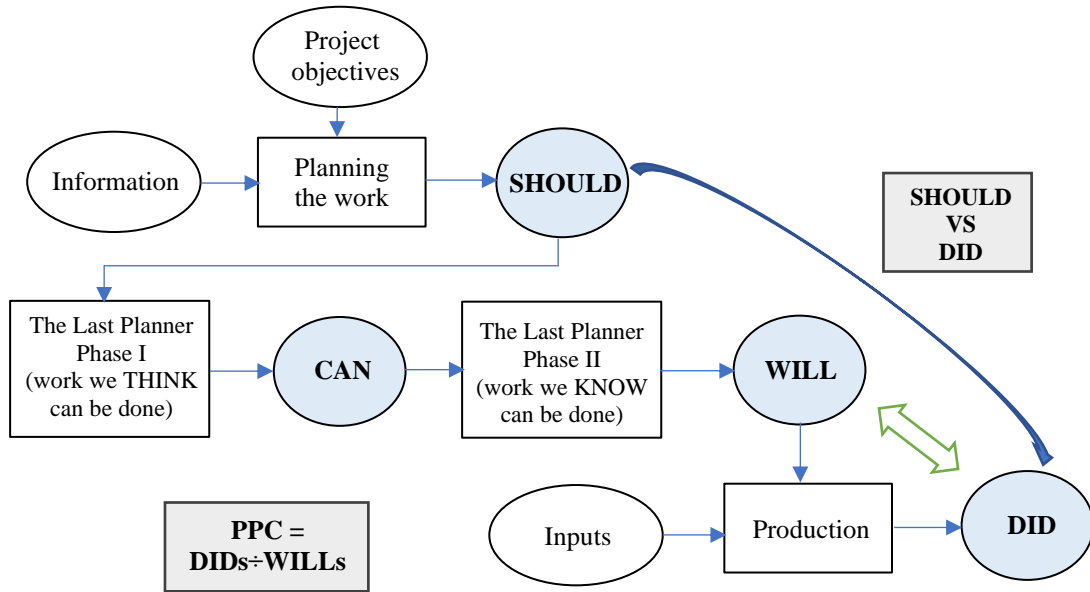 Project
objectives
Information
Planning
the work
SHOULD
SHOULD
VS
DID
The Last Planner
Phase I
(work we THINK
can be done)
CAN
The Last Planner
Phase II
(work we KNOW
can be done)
WILL
PPC =
DIDs÷WILLs
Inputs
Production
DID